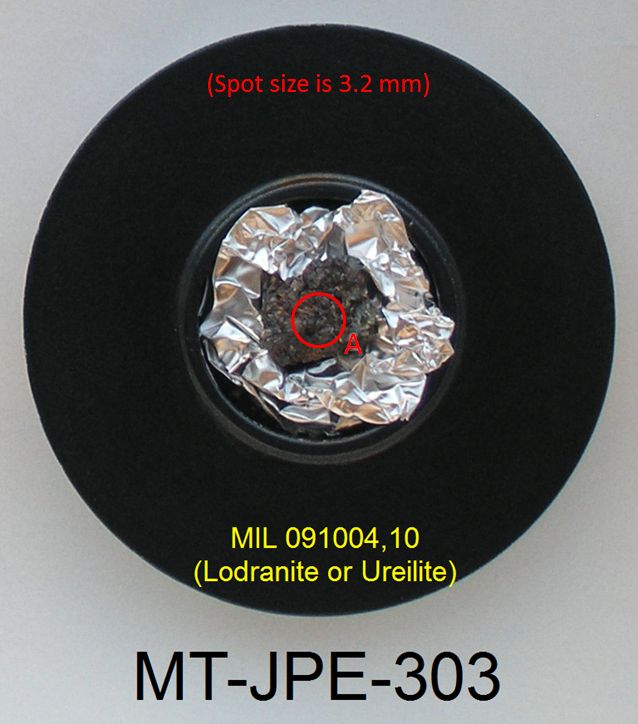 (Spot size is 3.2 mm)
A
MIL 091004,10
(Lodranite or Ureilite)
MT-JPE-303